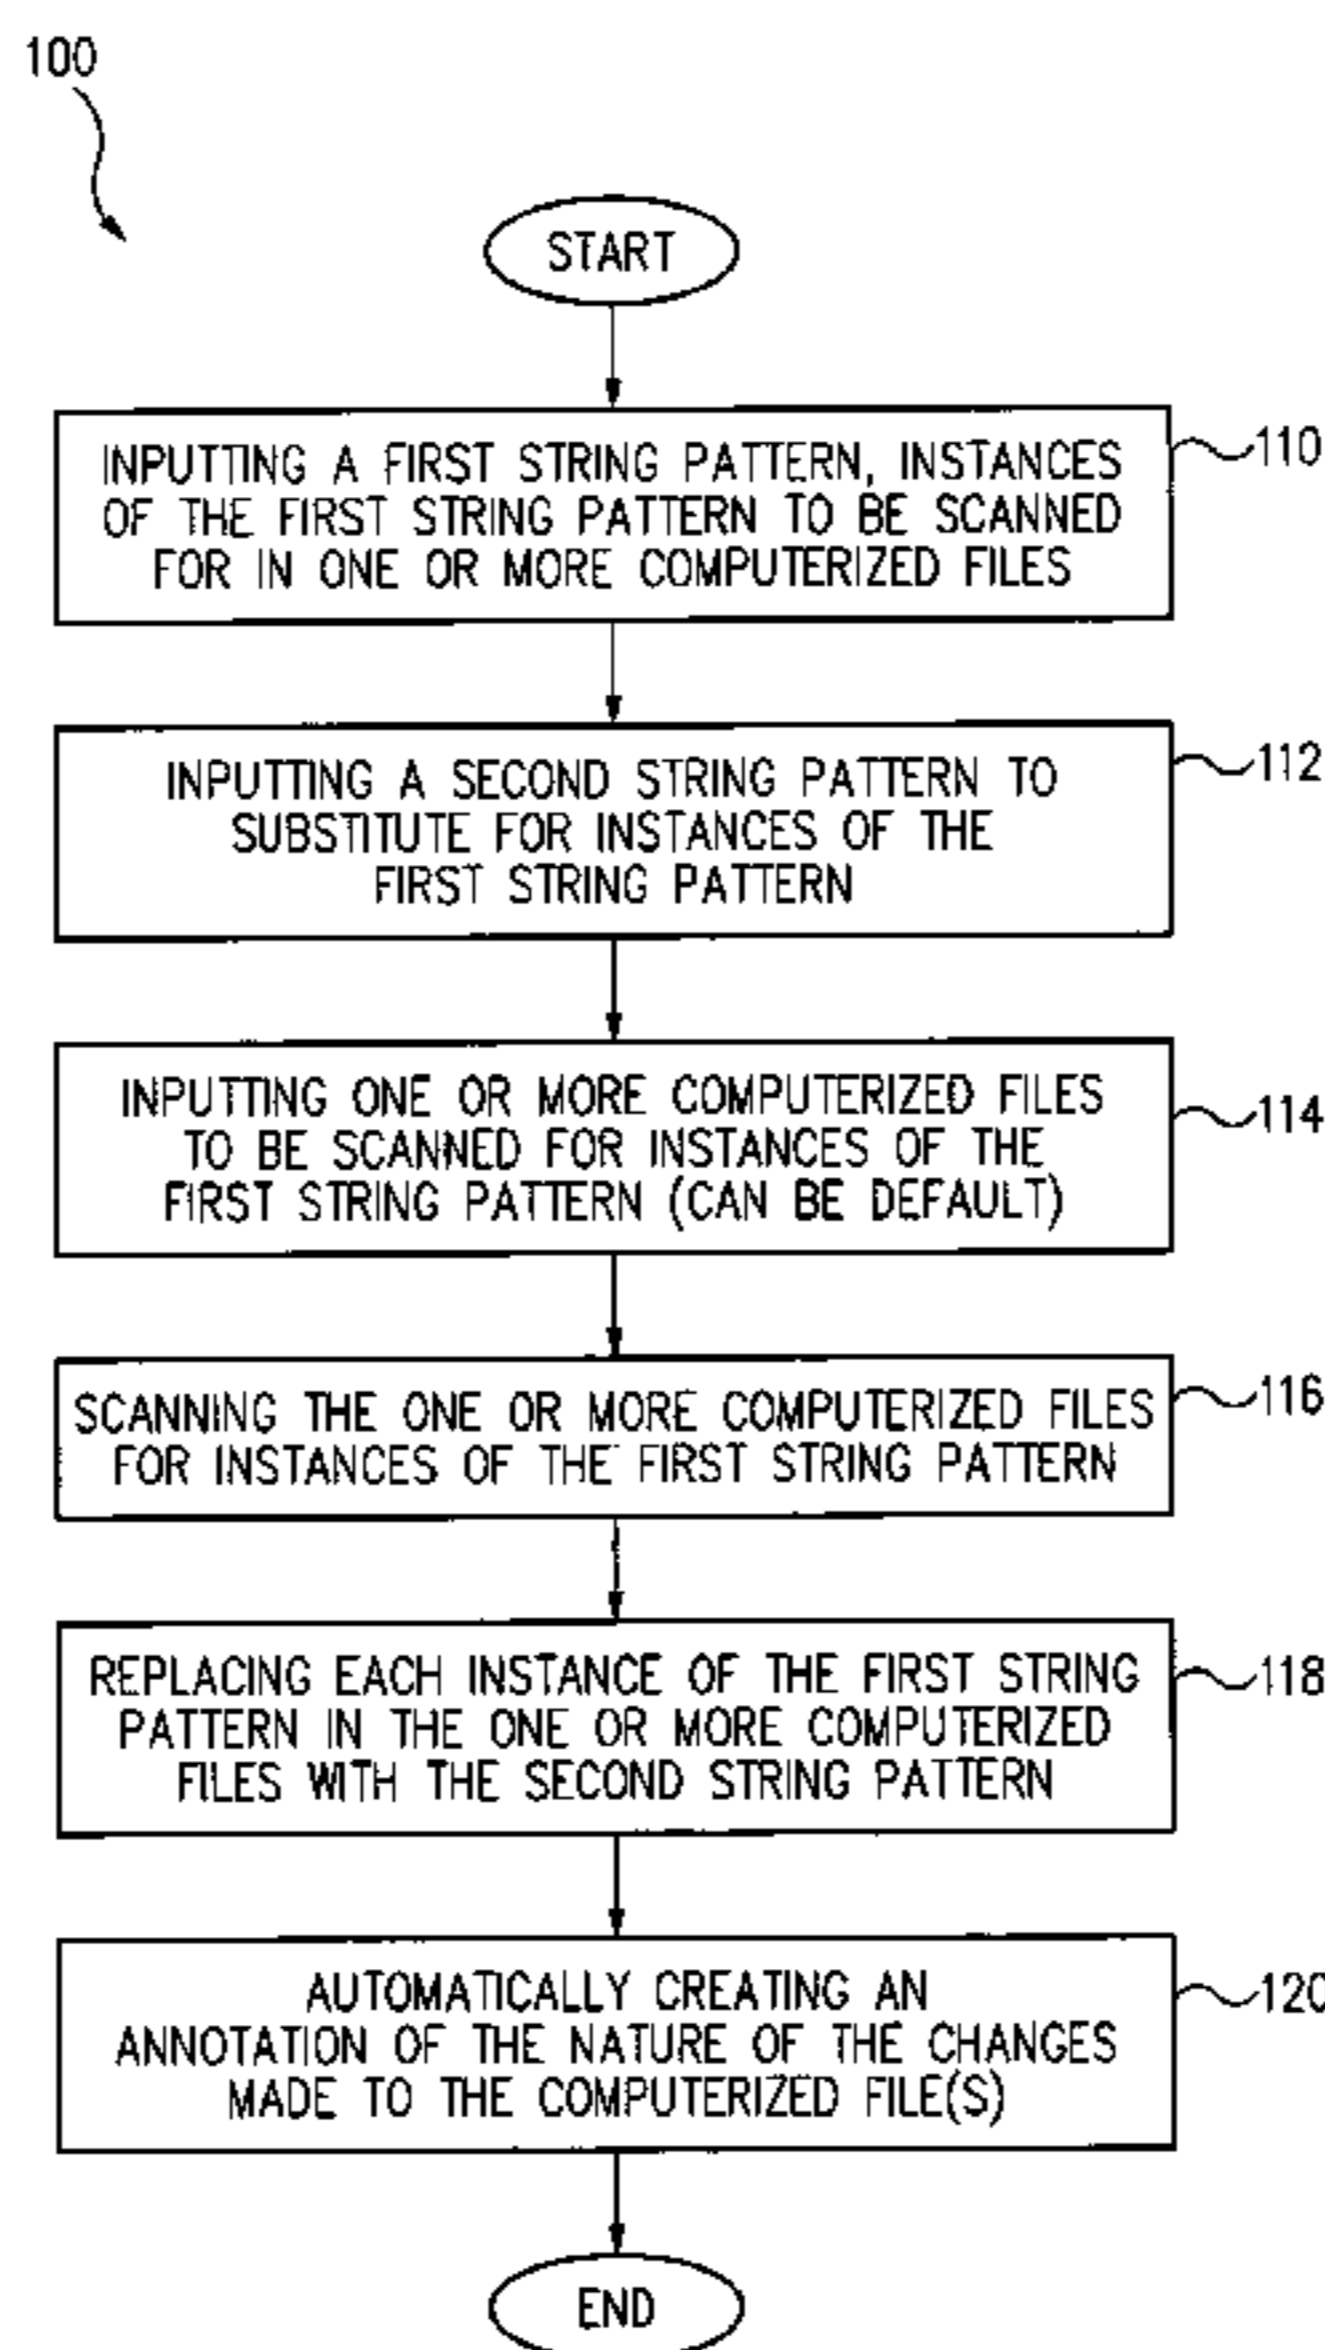 100
START
INPUTTING A FIRST STRING PATTERN, INSTANCES
OF THE FIRST STRING PATTERN TO BE SCANNED
FOR IN ONE OR MORE COMPUTERIZED FILES
110
INPUTTING A SECOND STRING PATTERN TO
SUBSTITUTE FOR INSTANCES OF THE
FIRST STRING PATTERN
112
INPUTTING ONE OR MORE COMPUTERIZED FILES
TO BE SCANNED FOR INSTANCES OF THE
FIRST STRING PATTERN (CAN BE DEFAULT)
114
SCANNING THE ONE OR MORE COMPUTERIZED FILES
FOR INSTANCES OF THE FIRST STRING PATTERN
116
REPLACING EACH INSTANCE OF THE FIRST STRING
PATTERN IN THE ONE OR MORE COMPUTERIZED
FILES WITH THE SECOND STRING PATTERN
118
AUTOMATICALLY CREATING AN
ANNOTATION OF THE NATURE OF THE CHANGES
MADE TO THE COMPUTERIZED FILE(S)
120
END